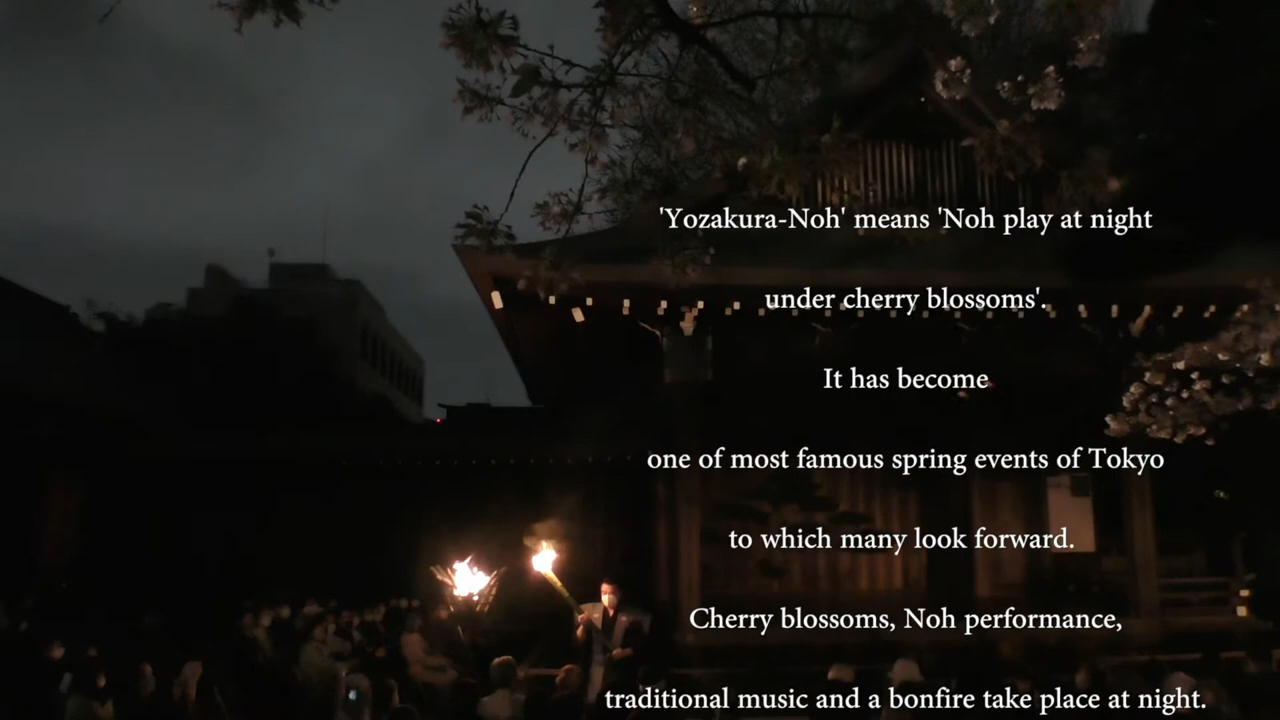 'Yozakura-Noh' means 'Noh play at night
under cherry blossoms'.
It has become
one of most famous spring events of Tokyo
to which many look forward.
Cherry blossoms, Noh performance,
traditional music and a bonfire take place at night.